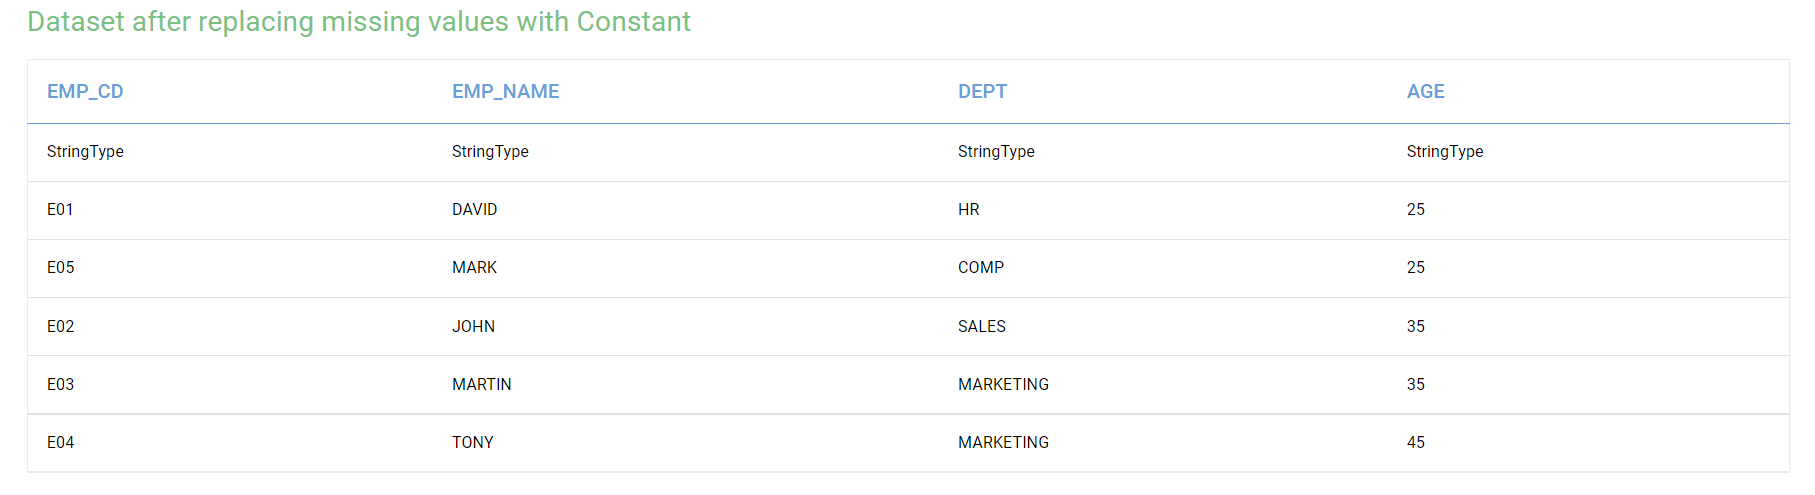 Dataset after replacing missing values with Constant
EMP_CD EMP_NAME DEPT AGE
StringType StringType StringType StringType
E01 DAVID HR 25
E05 MARK COMP 25
E02 JOHN SALES 35
E03 MARTIN MARKETING 35
E04 TONY MARKETING 45